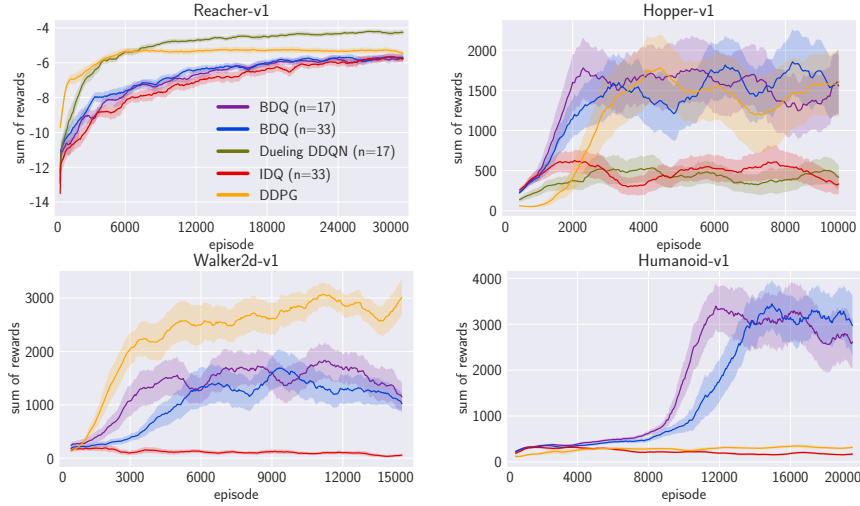 Reacher-v1
-4
-6
-8
-10
-12
-14
sum of rewards
BDQ (n=17)
BDQ (n=33)
Dueling DDQN (n=17)
IDQ (n=33)
DDPG
0 6000 12000 18000 24000 30000
episode
Hopper-v1
2000
1500
1000
500
0
sum of rewards
0 2000 4000 6000 8000 10000
episode
Walker2d-v1
3000
2000
1000
0
sum of rewards
0 3000 6000 9000 12000 15000
episode
Humanoid-v1
4000
3000
2000
1000
0
sum of rewards
0 4000 8000 12000 16000 20000
episode